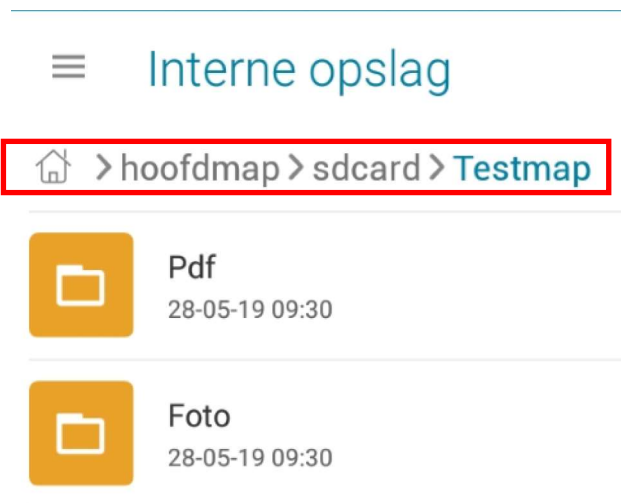 Interne opslag
> hoofdmap > sdcard > Testmap
Pdf
28-05-19 09:30
Foto
28-05-19 09:30